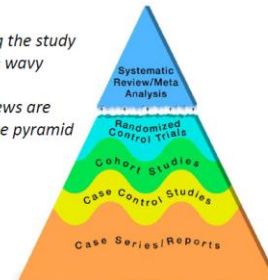 g the study
wavy
ews are
e pyramid
Systematic
Review/Meta
Analysis
Randomized
Control Trials
Cohort Studies
Case Control Studies
Case Series/Reports